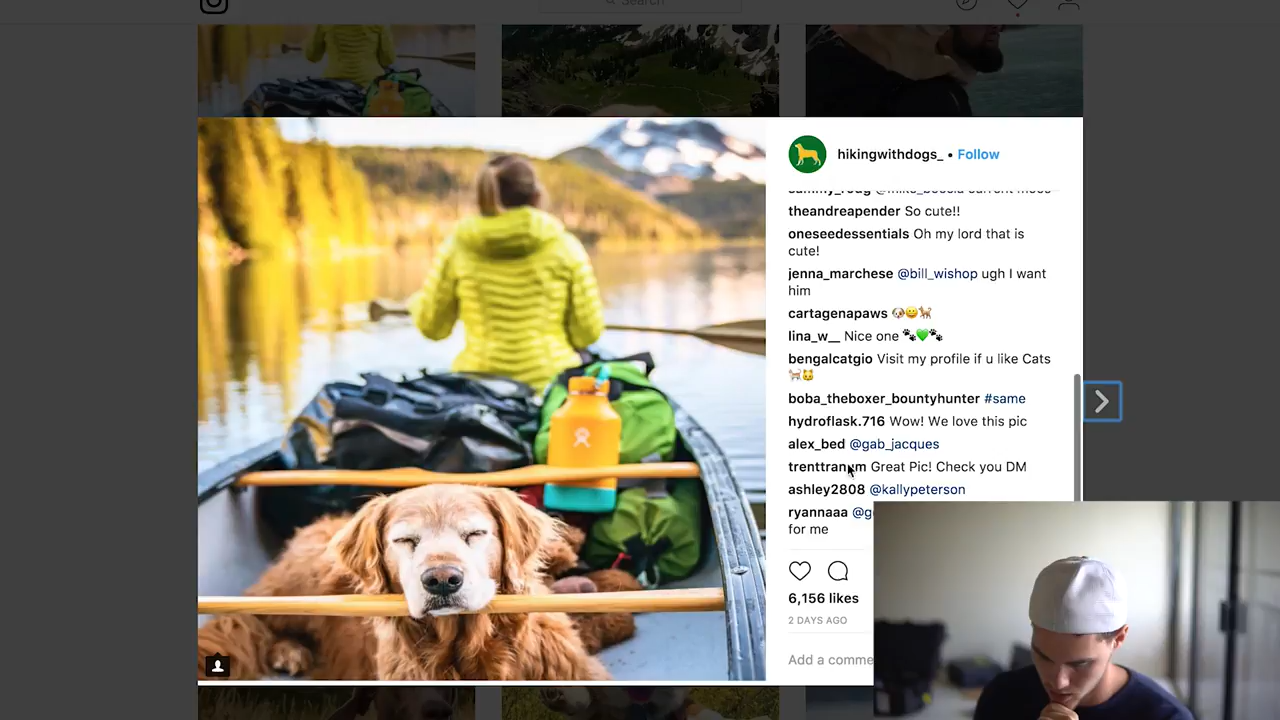 Search
hikingwithdogs_ • Follow
theandreapender So cute!!
oneseedessentials Oh my lord that is
cute!
jenna_marchese @bill_wishop ugh I want
him
cartagenapaws 🐶😀🐕
lina_w__ Nice one 🐾💚🐾
bengalcatgio Visit my profile if u like Cats
🐈🐱
boba_theboxer_bountyhunter #same
hydroflask.716 Wow! We love this pic
alex_bed @gab_jacques
trenttrannm Great Pic! Check you DM
ashley2808 @kallypeterson
ryannaaa
for me
6,156 likes
2 DAYS AGO
Add a comme